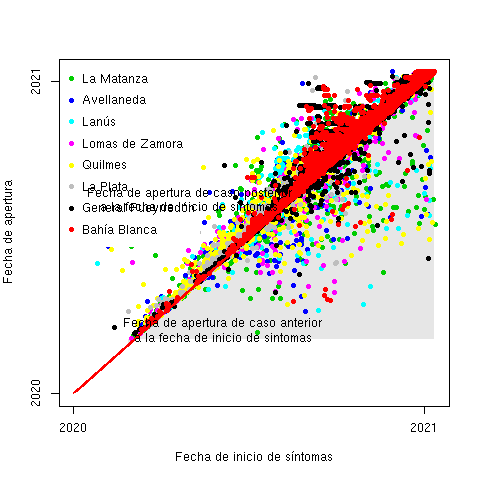 2021
2020
Fecha de apertura
La Matanza
Avellaneda
Lanús
Lomas de Zamora
Quilmes
La Plata
Fecha de apertura de caso posterior
a la fecha de inicio de síntomas
General Pueyrredón
Bahía Blanca
Fecha de apertura de caso anterior
a la fecha de inicio de sintomas
2020
2021
Fecha de inicio de síntomas